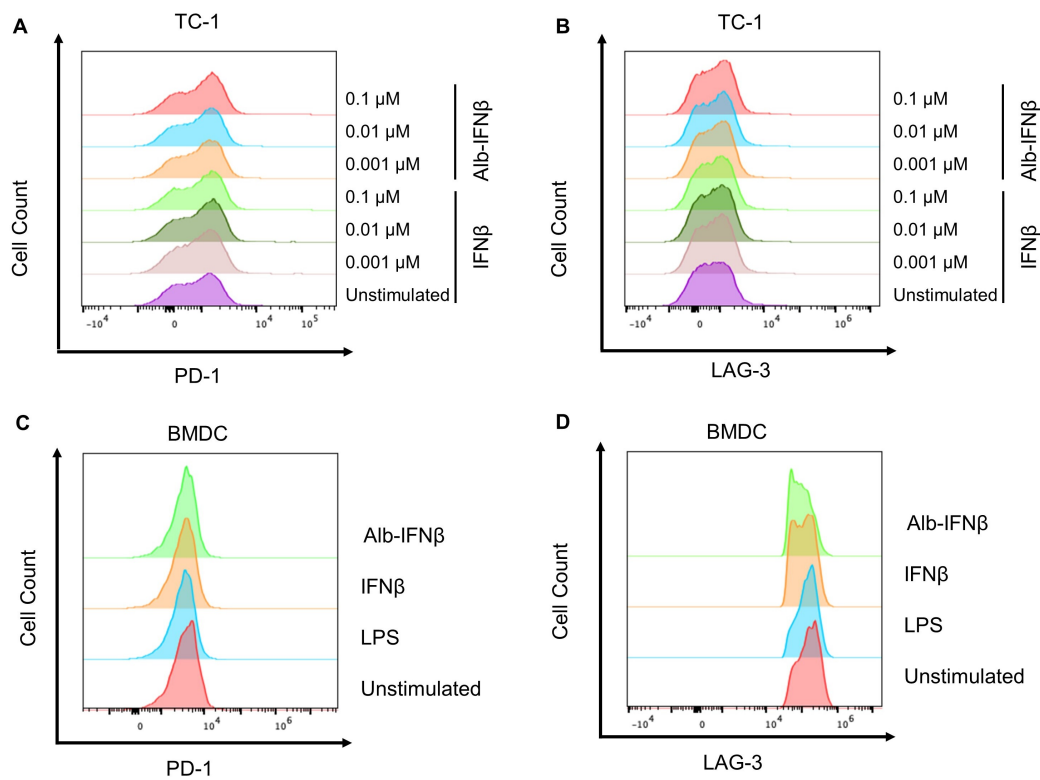 A
TC-1
Cell Count
0.1 µM
0.01 µM
0.001 µM
Alb-IFNβ
0.1 µM
0.01 µM
0.001 µM
Unstimulated
IFNβ
-10⁴ 0 10⁴ 10⁵
PD-1
B
TC-1
Cell Count
0.1 µM
0.01 µM
0.001 µM
Alb-IFNβ
0.1 µM
0.01 µM
0.001 µM
Unstimulated
IFNβ
-10⁴ 0 10⁴ 10⁶
LAG-3
C
BMDC
Cell Count
Alb-IFNβ
IFNβ
LPS
Unstimulated
0 10⁴ 10⁶
PD-1
D
BMDC
Cell Count
Alb-IFNβ
IFNβ
LPS
Unstimulated
-10⁴ 0 10⁴ 10⁶
LAG-3